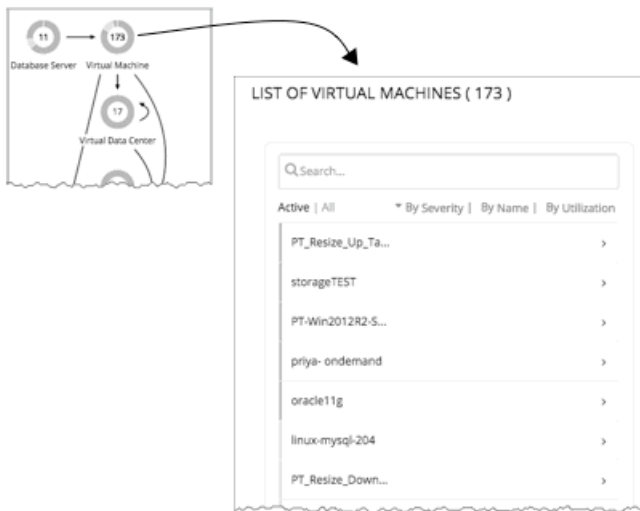 11
173
Database Server
Virtual Machine
17
Virtual Data Center
LIST OF VIRTUAL MACHINES ( 173 )
Search...
Active | All
By Severity | By Name | By Utilization
PT_Resize_Up_Ta...
storageTEST
PT-Win2012R2-S...
priya- ondemand
oracle11g
linux-mysql-204
PT_Resize_Down...